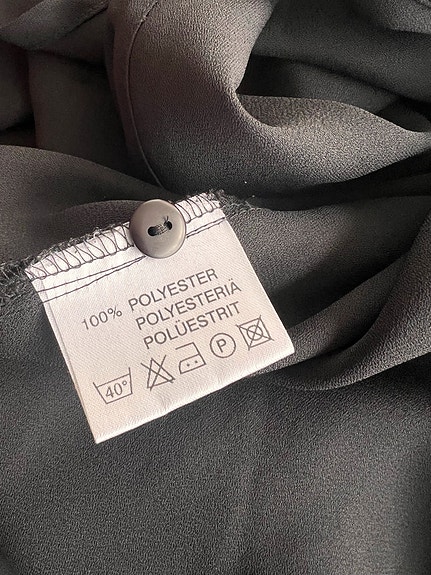 100% POLYESTER
POLYESTERIÄ
POLÜESTRIT
40° P